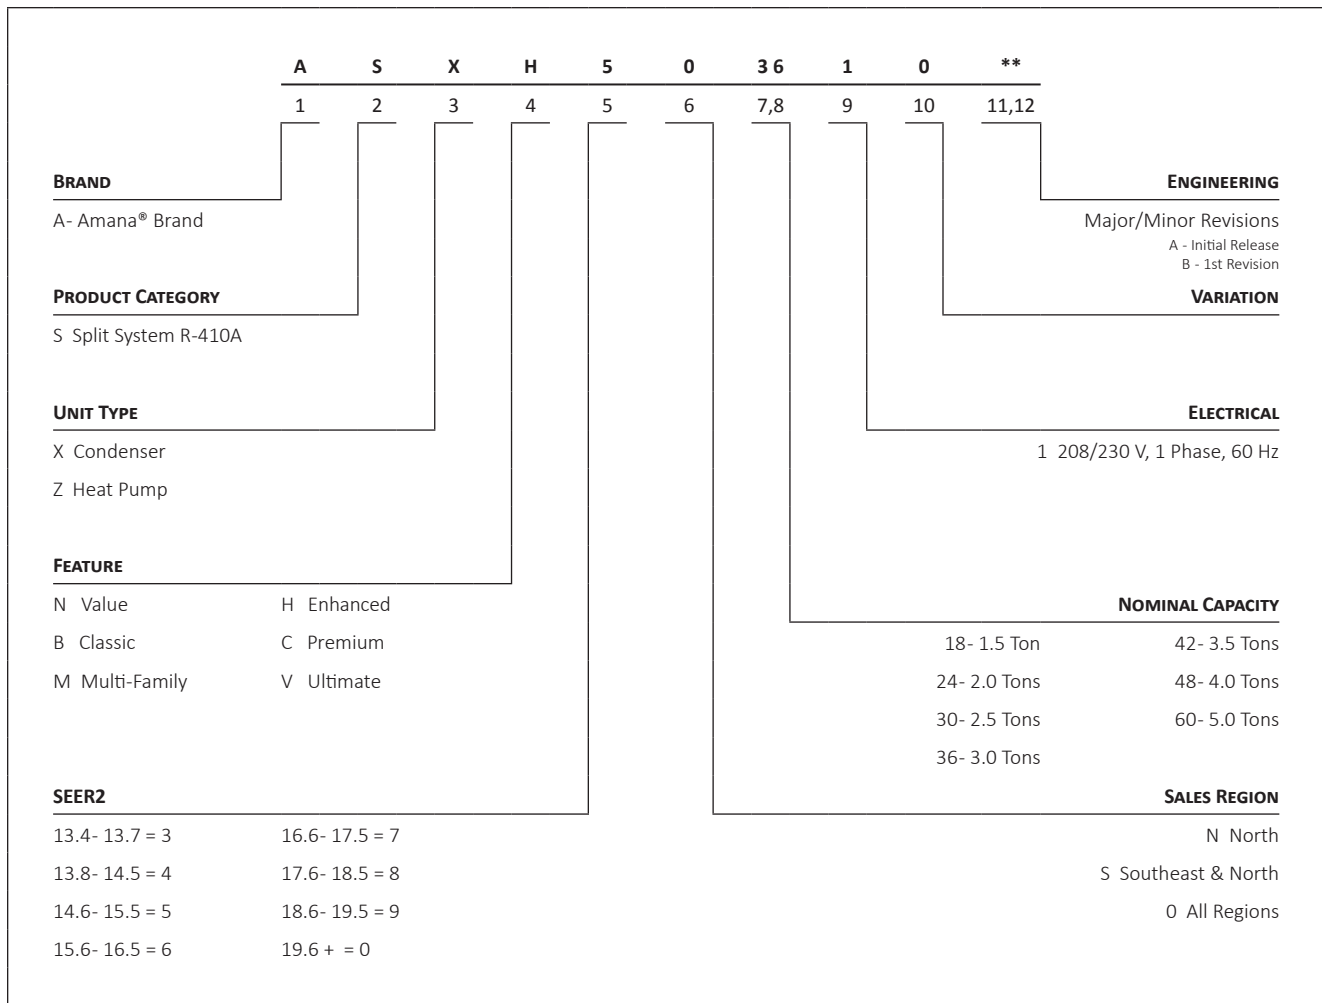 A S X H 5 0 3 6 1 0 **
1 2 3 4 5 6 7,8 9 10 11,12
BRAND
A- Amana® Brand
PRODUCT CATEGORY
S Split System R-410A
UNIT TYPE
X Condenser
Z Heat Pump
FEATURE
N Value H Enhanced
B Classic C Premium
M Multi-Family V Ultimate
SEER2
13.4- 13.7 = 3 16.6- 17.5 = 7
13.8- 14.5 = 4 17.6- 18.5 = 8
14.6- 15.5 = 5 18.6- 19.5 = 9
15.6- 16.5 = 6 19.6 + = 0
ENGINEERING
Major/Minor Revisions
A - Initial Release
B - 1st Revision
VARIATION
ELECTRICAL
1 208/230 V, 1 Phase, 60 Hz
NOMINAL CAPACITY
18- 1.5 Ton 42- 3.5 Tons
24- 2.0 Tons 48- 4.0 Tons
30- 2.5 Tons 60- 5.0 Tons
36- 3.0 Tons
SALES REGION
N North
S Southeast & North
0 All Regions